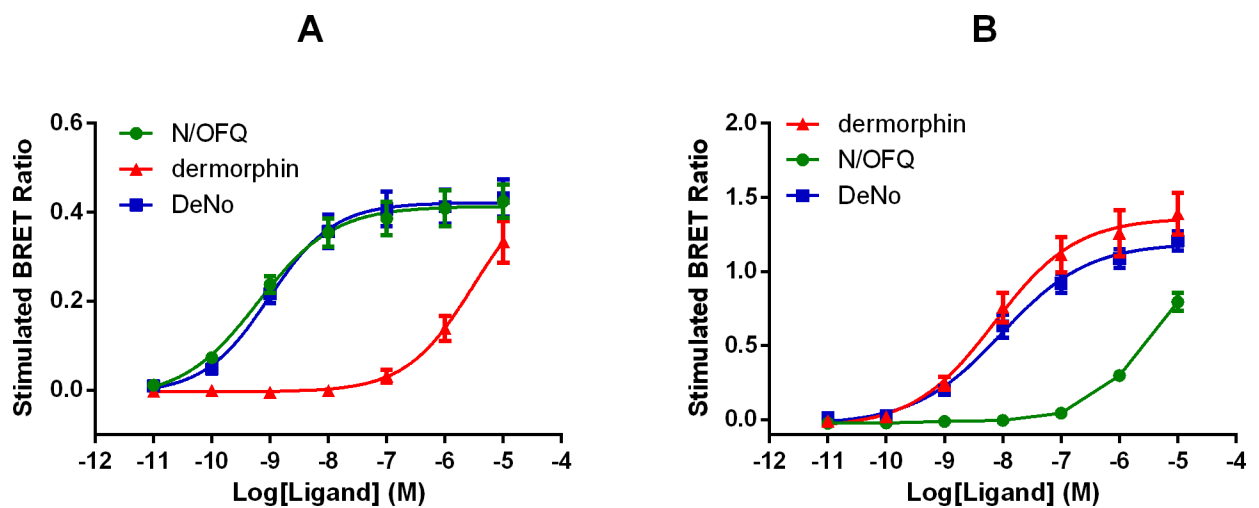 A
B
N/OFQ
dermorphin
DeNo
0.6
0.4
0.2
0.0
Stimulated BRET Ratio
-12 -11 -10 -9 -8 -7 -6 -5 -4
Log[Ligand] (M)
dermorphin
N/OFQ
DeNo
2.0
1.5
1.0
0.5
0.0
Stimulated BRET Ratio
-12 -11 -10 -9 -8 -7 -6 -5 -4
Log[Ligand] (M)